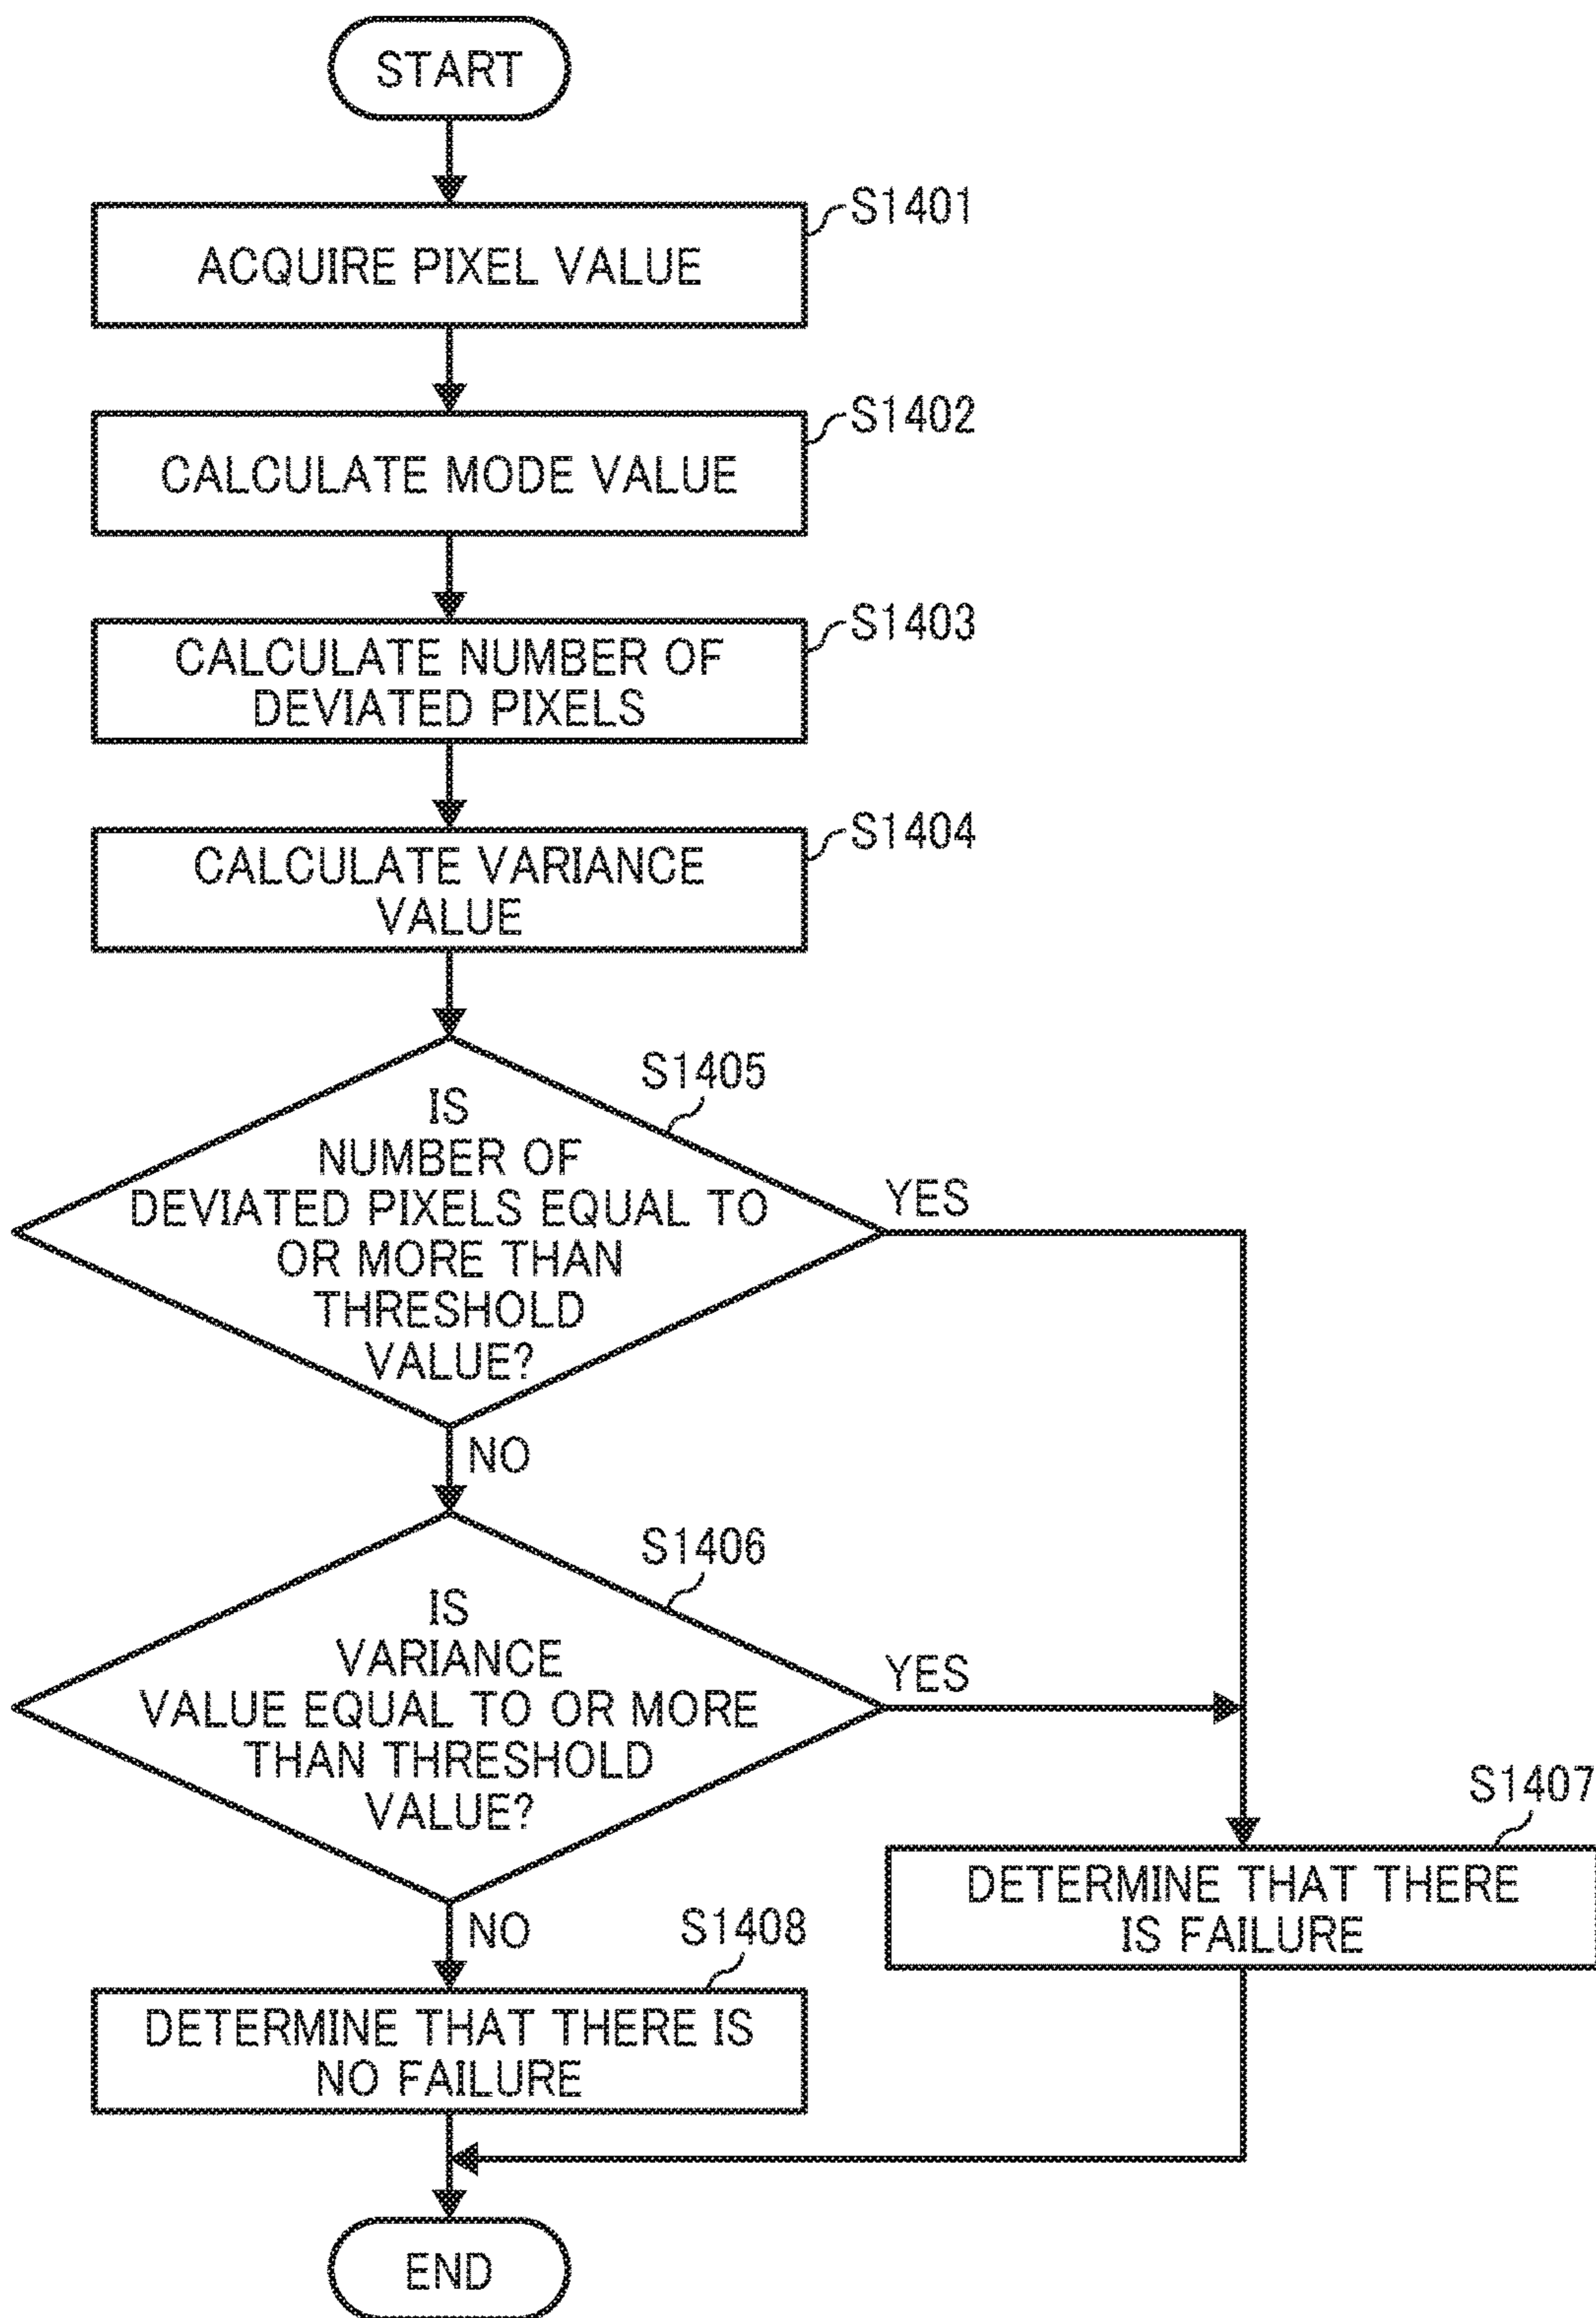 START
S1401
ACQUIRE PIXEL VALUE
S1402
CALCULATE MODE VALUE
S1403
CALCULATE NUMBER OF
DEVIATED PIXELS
S1404
CALCULATE VARIANCE
VALUE
S1405
IS
NUMBER OF
DEVIATED PIXELS EQUAL TO
OR MORE THAN
THRESHOLD
VALUE?
YES
NO
S1406
IS
VARIANCE
VALUE EQUAL TO OR MORE
THAN THRESHOLD
VALUE?
YES
NO
S1407
DETERMINE THAT THERE
IS FAILURE
S1408
DETERMINE THAT THERE IS
NO FAILURE
END